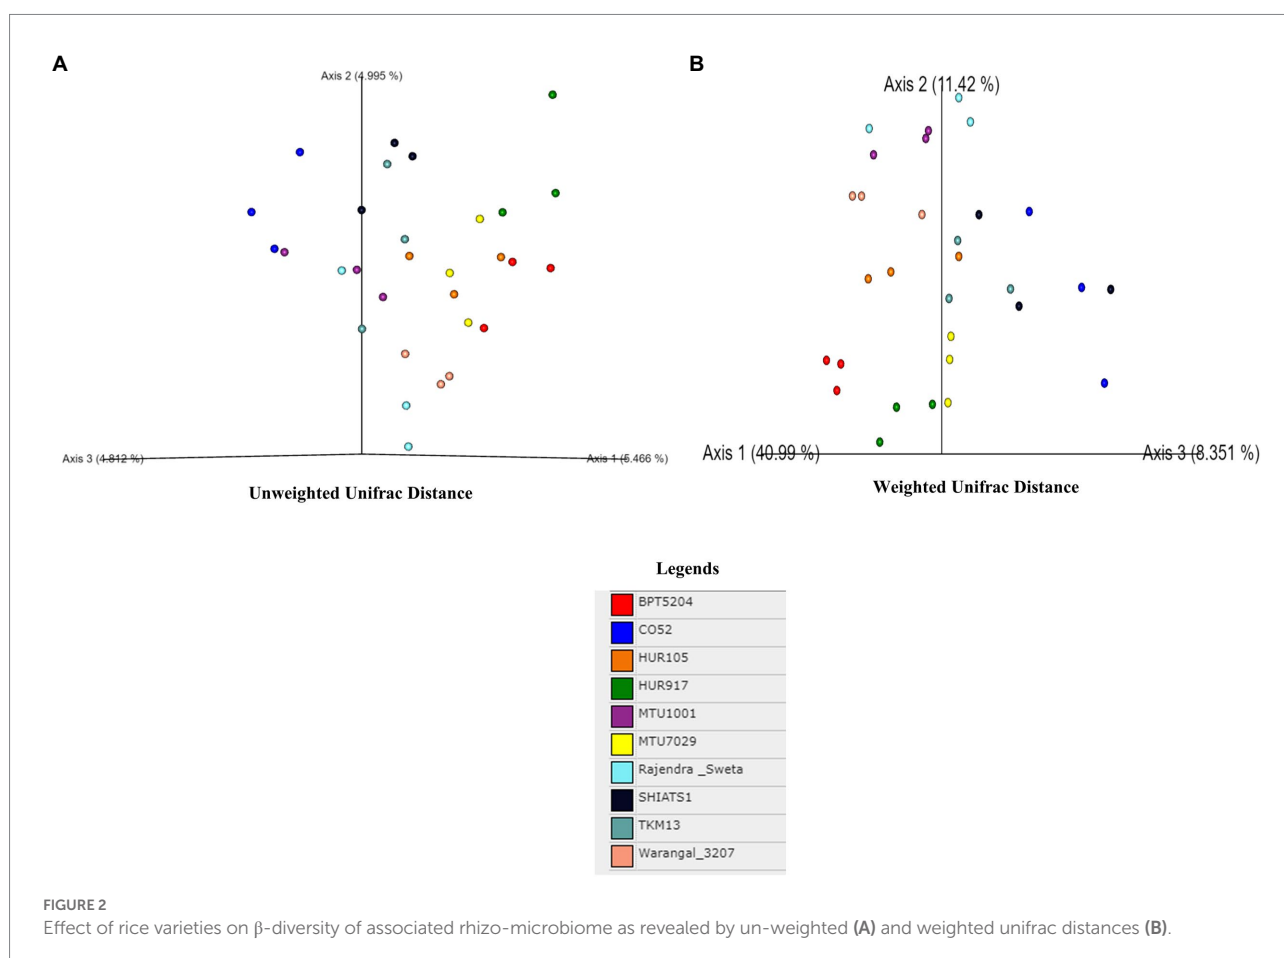 A
B
Axis 2 (4.995 %)
Axis 2 (11.42 %)
Axis 3 (4.812 %)
Axis 1 (5.466 %)
Axis 1 (40.99 %)
Axis 3 (8.351 %)
Unweighted Unifrac Distance
Weighted Unifrac Distance
Legends
BPT5204
CO52
HUR105
HUR917
MTU1001
MTU7029
Rajendra _Sweta
SHIATS1
TKM13
Warangal_3207
FIGURE 2
Effect of rice varieties on β-diversity of associated rhizo-microbiome as revealed by un-weighted (A) and weighted unifrac distances (B).